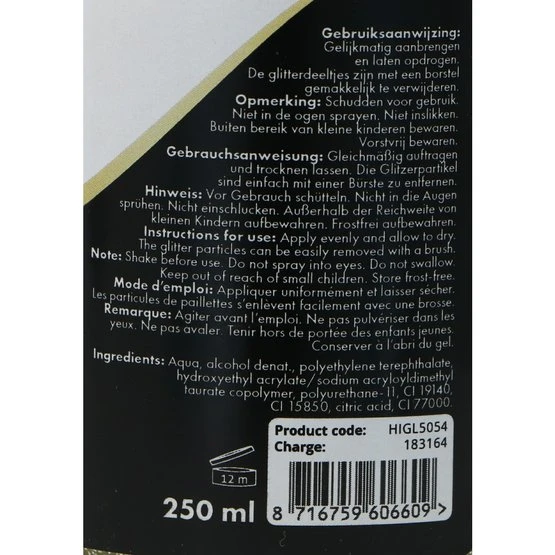 Gebruiksaanwijzing:
Gelijkmatig aanbrengen
en laten opdrogen.
De glitterdeeltjes zijn met een borstel
gemakkelijk te verwijderen.
Opmerking: Schudden voor gebruik.
Niet in de ogen sprayen. Niet inslikken.
Buiten bereik van kleine kinderen bewaren.
Vorstvrij bewaren.
Gebrauchsanweisung: Gleichmäßig auftragen
und trocknen lassen. Die Glitzerpartikel
sind einfach mit einer Bürste zu entfernen.
Hinweis: Vor Gebrauch schütteln. Nicht in die Augen
sprühen. Nicht einschlucken. Außerhalb der Reichweite von
kleinen Kindern aufbewahren. Frostfrei aufbewahren.
Instructions for use: Apply evenly and allow to dry.
The glitter particles can be easily removed with a brush.
Note: Shake before use. Do not spray into eyes. Do not swallow.
Keep out of reach of small children. Store frost-free.
Mode d'emploi: Appliquer uniformément et laisser sécher.
Les particules de paillettes s'enlèvent facilement avec une brosse.
Remarque: Agiter avant l'emploi. Ne pas pulvériser dans les
yeux. Ne pas avaler. Tenir hors de portée des enfants jeunes.
Conserver à l'abri du gel.
Ingredients: Aqua, alcohol denat., polyethylene terephthalate,
hydroxyethyl acrylate/sodium acryloyldimethyl
taurate copolymer, polyurethane-11, CI 19140,
CI 15850, citric acid, CI 77000.
Product code: HIGL5054
Charge: 183164
12 m
250 ml
8 716759 606609 >